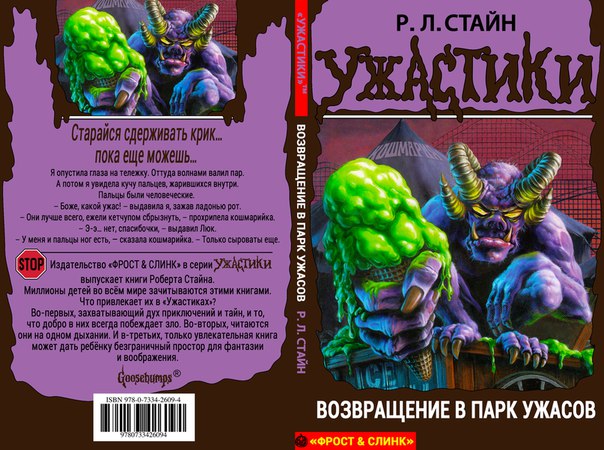 Старайся сдерживать крик...
пока еще можешь...
Я опустила глаза на тележку. Оттуда волнами валил пар.
А потом я увидела кучу пальцев, жарившихся внутри.
Пальцы были человеческие.
– Боже, какой ужас! – выдавила я, зажав ладонью рот.
– Они лучше всего, ежели кетчупом сбрызнуть, – прохрипела кошмарийка.
– Э-э.. нет, спасибочки, – выдавил Люк.
– У меня и пальцы ног есть, – сказала кошмарийка. – Только сыроваты еще.
STOP
Издательство «ФРОСТ & СЛИНК» в серии УЖАСТИКИ
выпускает книги Роберта Стайна.
Миллионы детей во всём мире зачитываются этими книгами.
Что привлекает их в «Ужастиках»?
Во-первых, захватывающий дух приключений и тайн, и то,
что добро в них всегда побеждает зло. Во-вторых, читаются
они на одном дыхании. И в-третьих, только увлекательная книга
может дать ребёнку безграничный простор для фантазии
и воображения.
Goosebumps®
ISBN 978-0-7334-2609-4
9780733426094
«УЖАСТИКИ»™
ВОЗВРАЩЕНИЕ В ПАРК УЖАСОВ
Р. Л. СТАЙН
Р. Л. СТАЙН
УЖАСТИКИ
ВОЗВРАЩЕНИЕ В ПАРК УЖАСОВ
«ФРОСТ & СЛИНК»